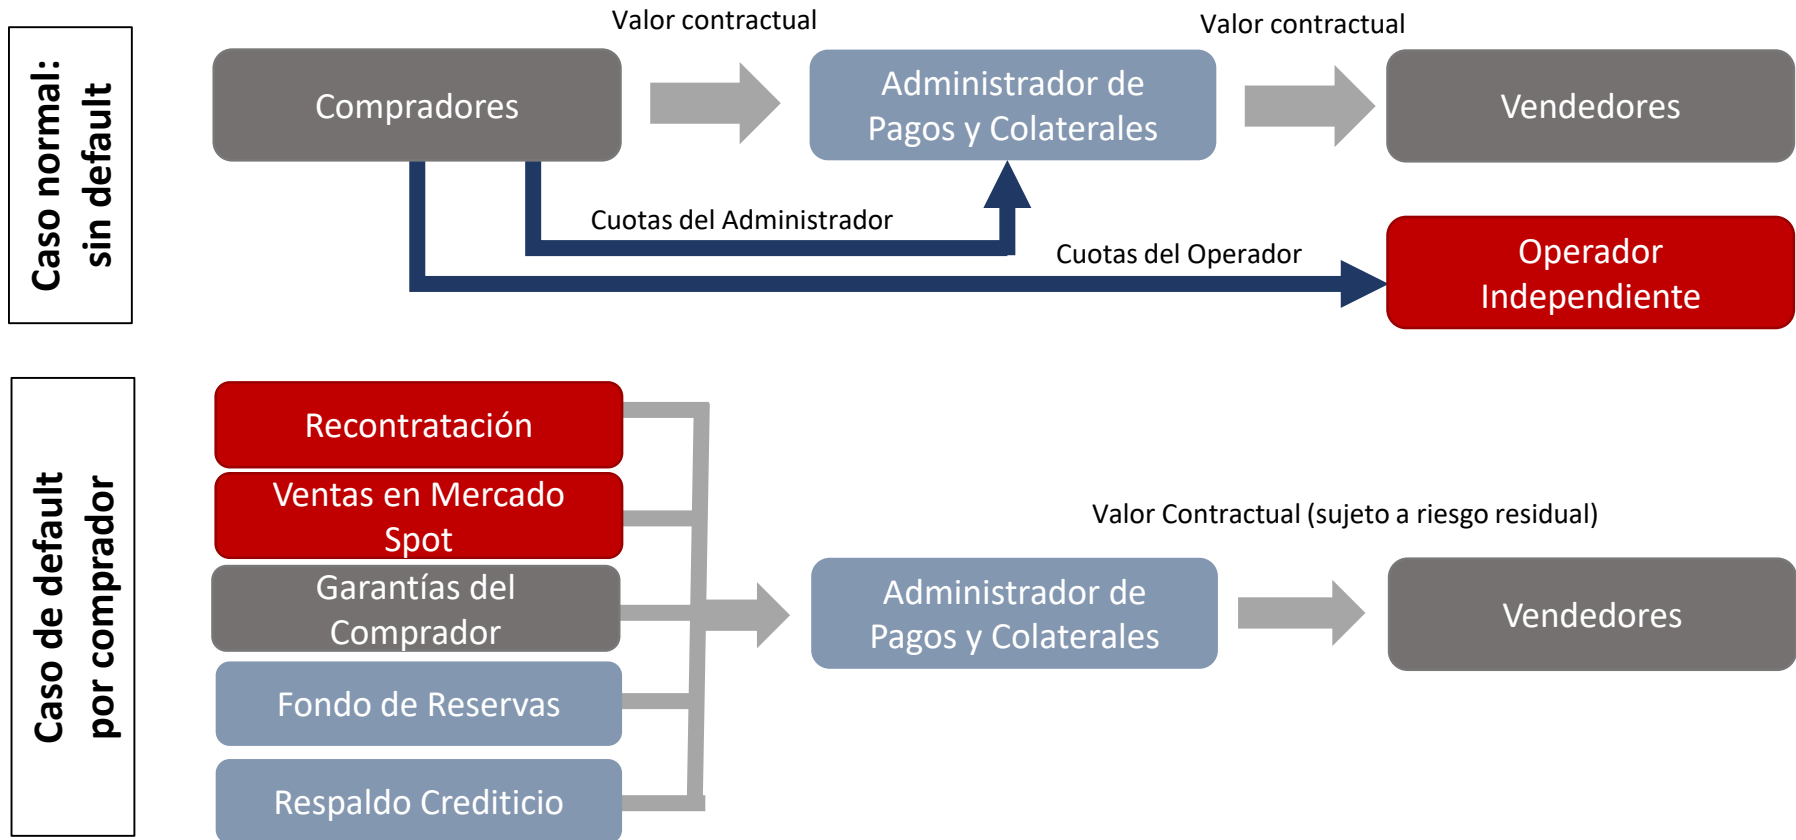 Caso normal:
sin default
Valor contractual
Valor contractual
Compradores
Administrador de
Pagos y Colaterales
Vendedores
Cuotas del Administrador
Cuotas del Operador
Operador
Independiente
Caso de default
por comprador
Recontratación
Ventas en Mercado
Spot
Garantías del
Comprador
Fondo de Reservas
Respaldo Crediticio
Administrador de
Pagos y Colaterales
Valor Contractual (sujeto a riesgo residual)
Vendedores